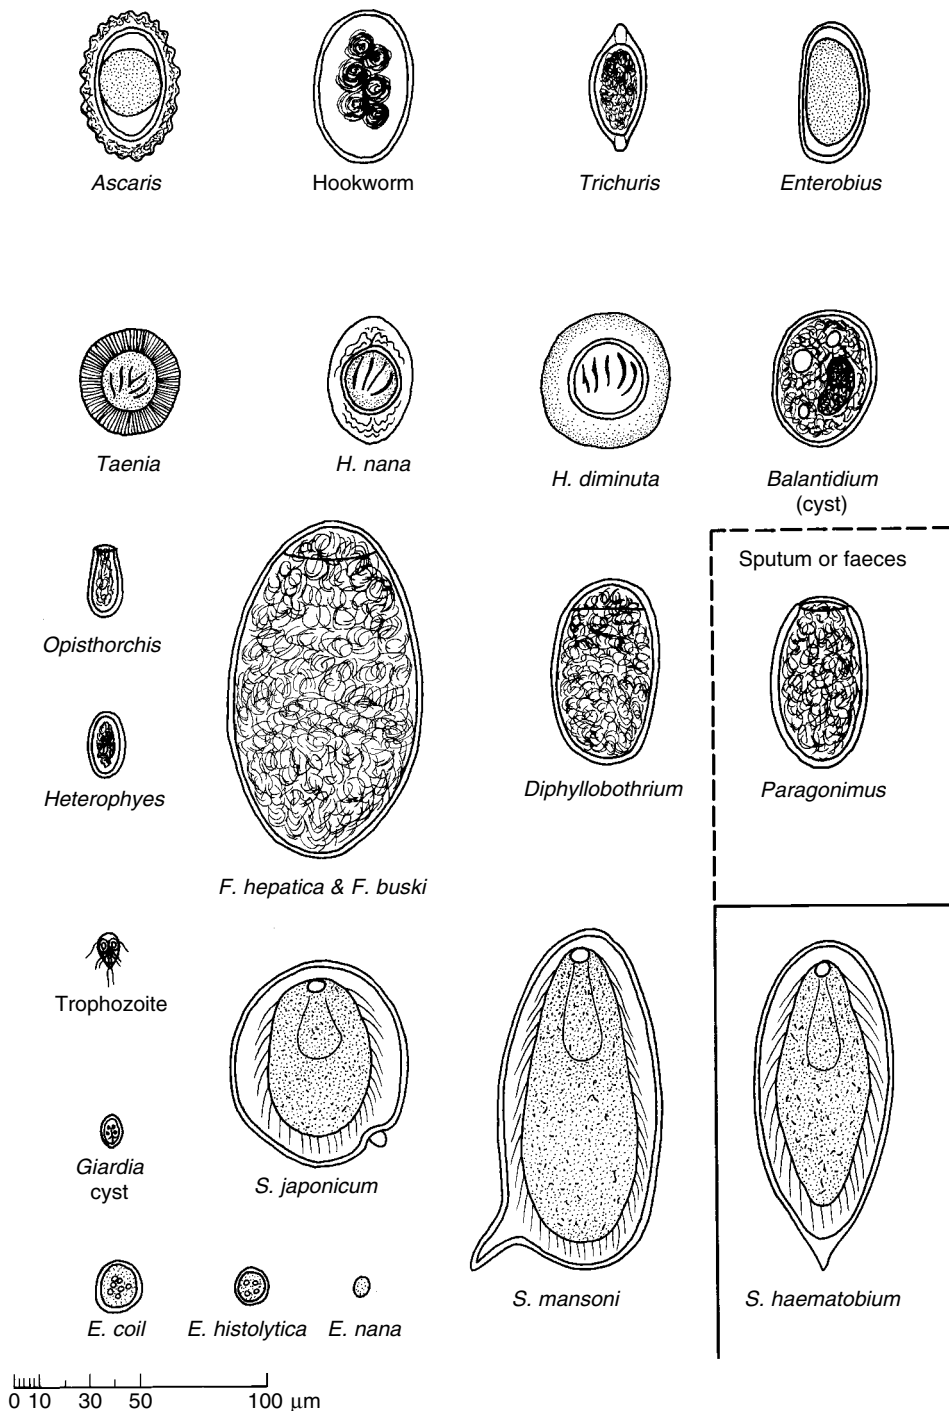 Ascaris
Hookworm
Trichuris
Enterobius
Taenia
H. nana
H. diminuta
Balantidium
(cyst)
Opisthorchis
Heterophyes
F. hepatica & F. buski
Diphyllobothrium
Sputum or faeces
Paragonimus
Trophozoite
Giardia
cyst
S. japonicum
S. mansoni
S. haematobium
E. coil
E. histolytica
E. nana
0 10 30 50 100 µm